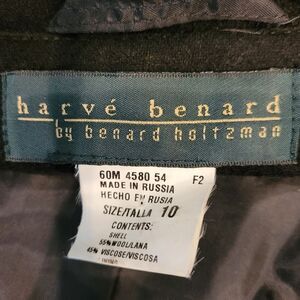 harvé benard
by benard holtzman
60M 4580 54 F2
MADE IN RUSSIA
HECHO EN RUSIA
SIZE/TALLA 10
CONTENTS:
SHELL
55% WOOL/LANA
45% VISCOSE/VISCOSA